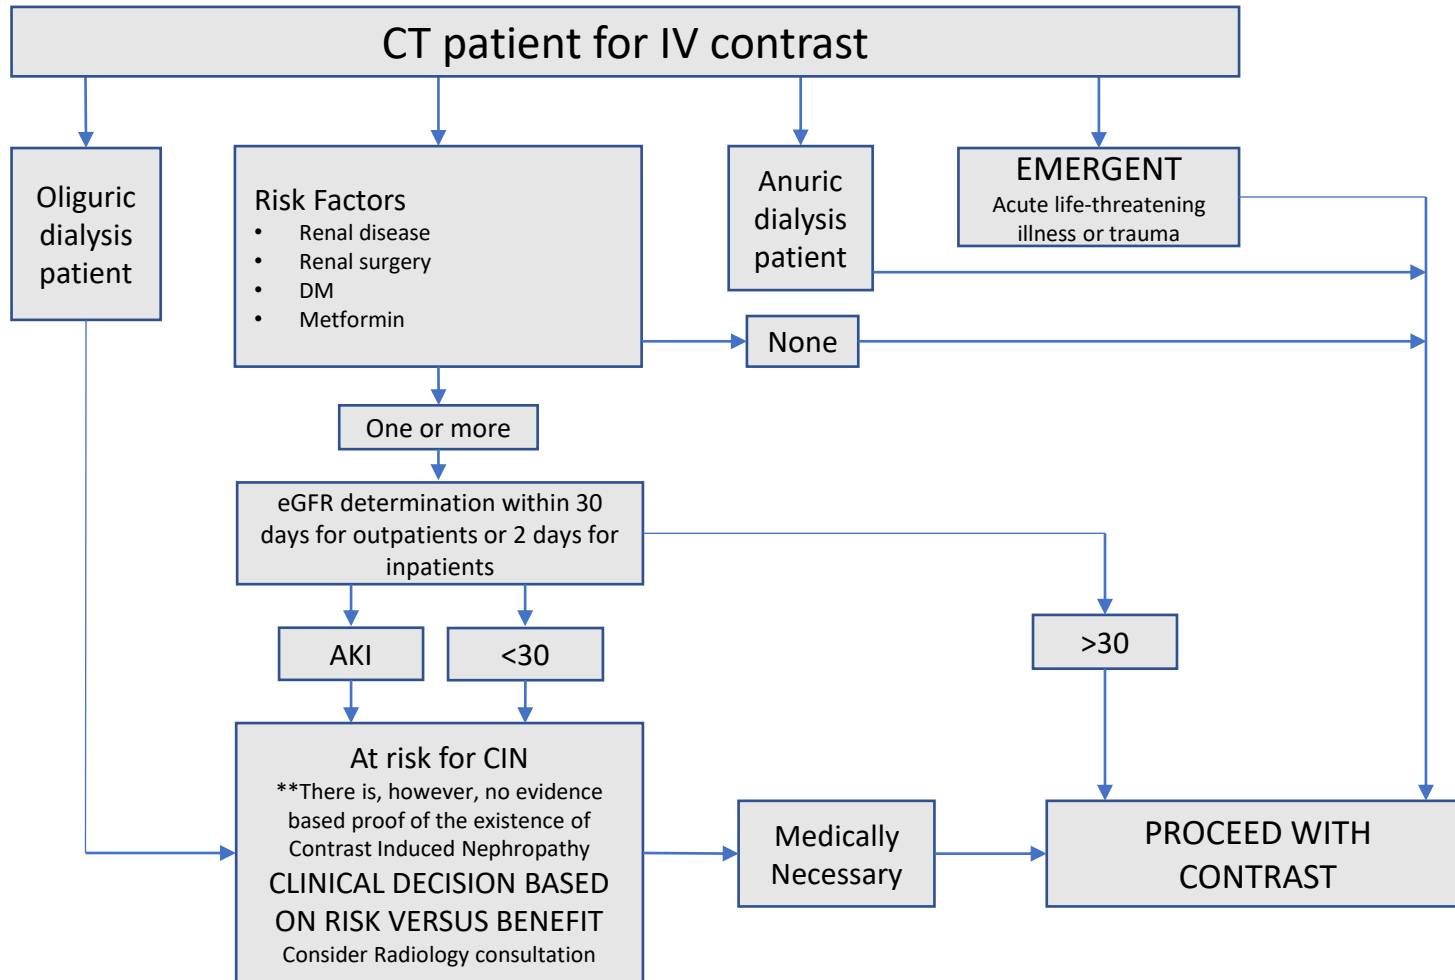 CT patient for IV contrast
Oliguric
dialysis
patient
Risk Factors
• Renal disease
• Renal surgery
• DM
• Metformin
Anuric
dialysis
patient
EMERGENT
Acute life-threatening
illness or trauma
None
One or more
eGFR determination within 30
days for outpatients or 2 days for
inpatients
AKI
<30
>30
At risk for CIN
**There is, however, no evidence
based proof of the existence of
Contrast Induced Nephropathy
CLINICAL DECISION BASED
ON RISK VERSUS BENEFIT
Consider Radiology consultation
Medically
Necessary
PROCEED WITH
CONTRAST